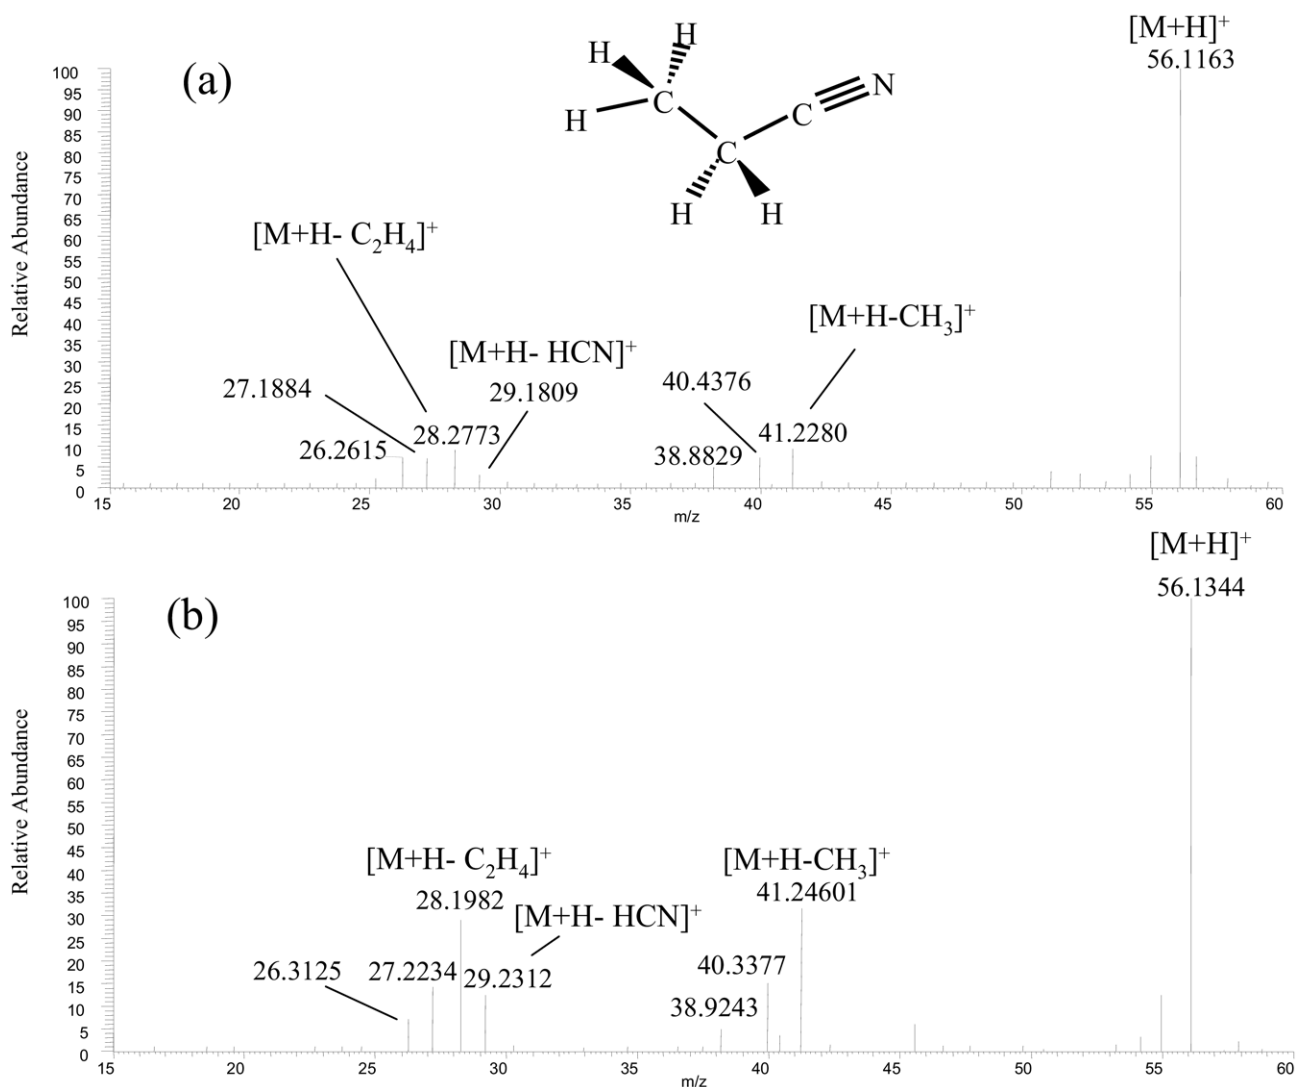 (a)
[M+H]⁺
56.1163
H
H
H
C
C
C
N
H
H
[M+H- C₂H₄]⁺
[M+H- HCN]⁺
29.1809
[M+H-CH₃]⁺
27.1884
40.4376
26.2615
28.2773
38.8829
41.2280
Relative Abundance
100
95
90
85
80
75
70
65
60
55
50
45
40
35
30
25
20
15
10
5
0
15 20 25 30 35 40 45 50 55 60
m/z
(b)
[M+H]⁺
56.1344
[M+H- C₂H₄]⁺
28.1982
[M+H-CH₃]⁺
41.24601
[M+H- HCN]⁺
26.3125
27.2234
29.2312
40.3377
38.9243
Relative Abundance
100
95
90
85
80
75
70
65
60
55
50
45
40
35
30
25
20
15
10
5
0
15 20 25 30 35 40 45 50 55 60
m/z